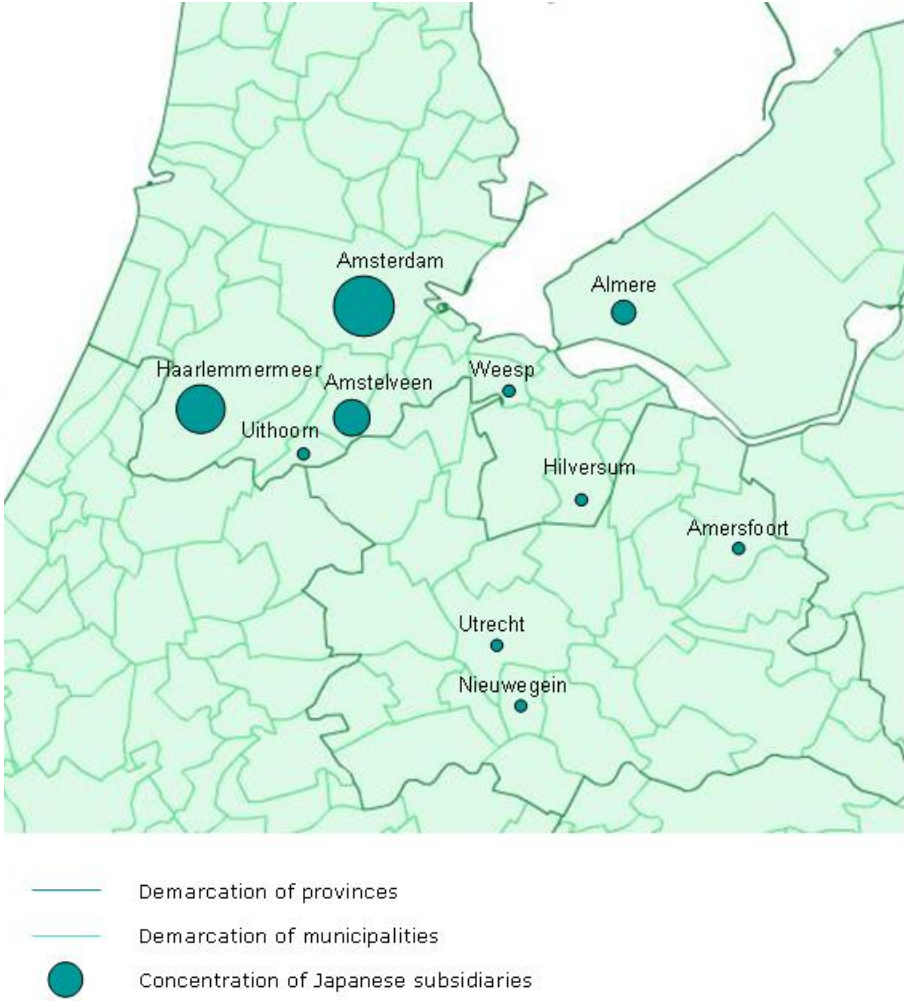 Amsterdam
Almere
Haarlemmermeer
Amstelveen
Weesp
Uithoorn
Hilversum
Amersfoort
Utrecht
Nieuwegein
Demarcation of provinces
Demarcation of municipalities
Concentration of Japanese subsidiaries